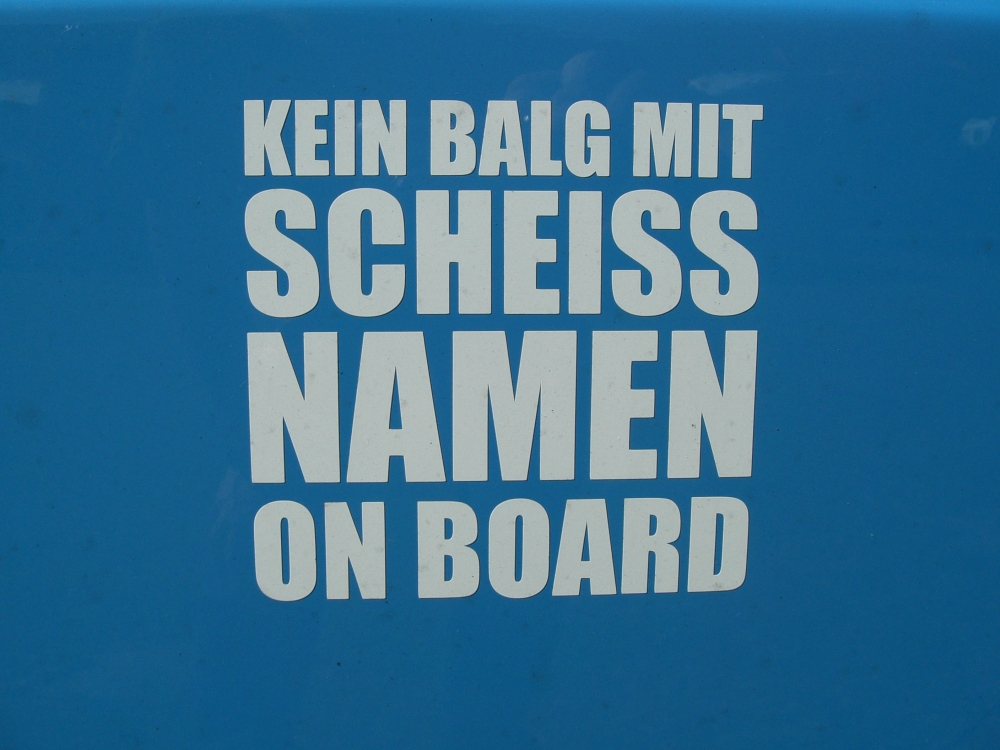 KEIN BALG MIT
SCHEISS
NAMEN
ON BOARD